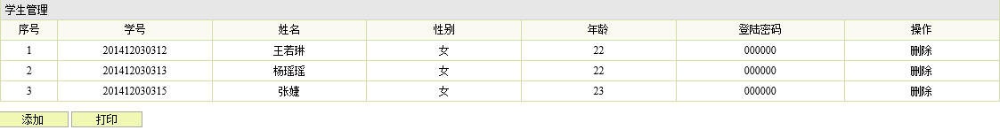 学生管理
序号 学号 姓名 性别 年龄 登陆密码 操作
1 201412030312 王若琳 女 22 000000 删除
2 201412030313 杨瑶瑶 女 22 000000 删除
3 201412030315 张婕 女 23 000000 删除
添加 打印